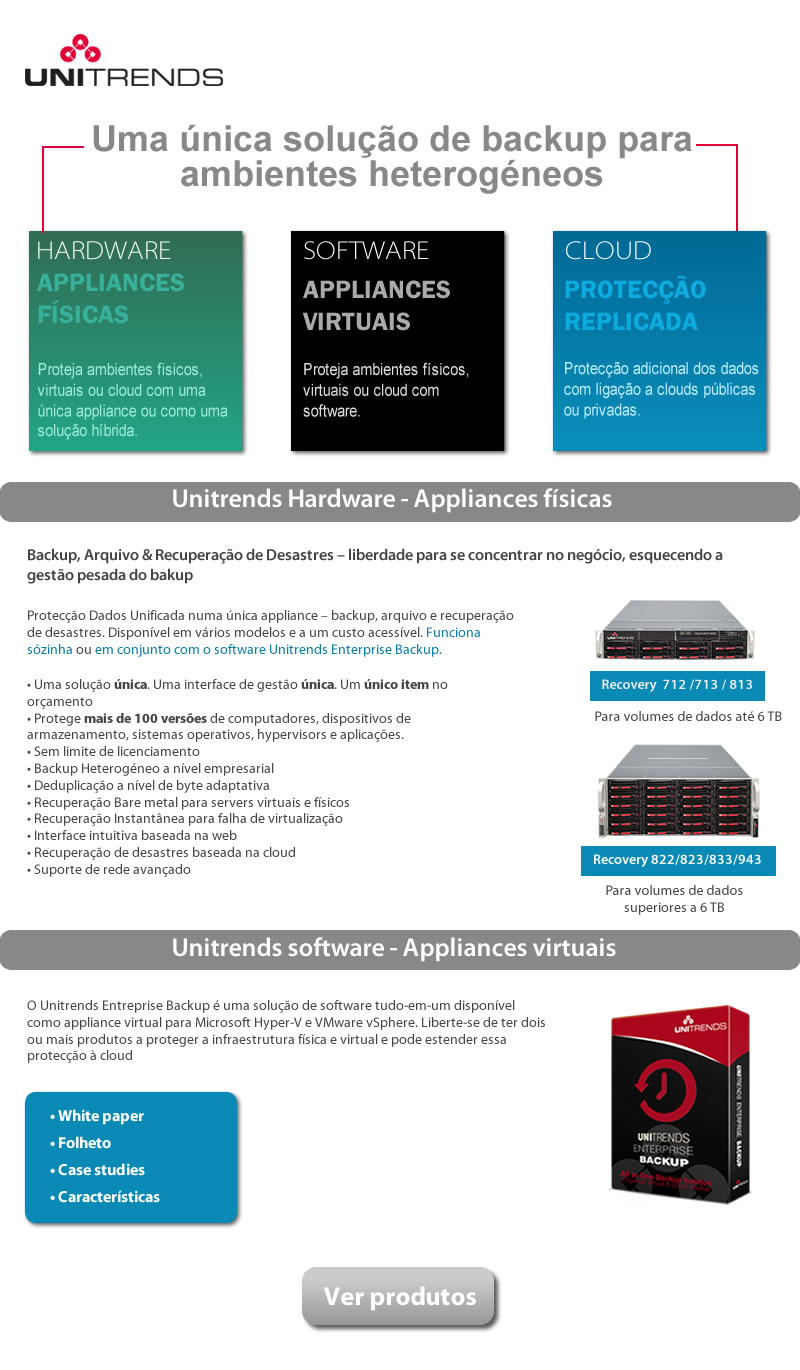 UNITRENDS
Uma única solução de backup para
ambientes heterogéneos
HARDWARE
APPLIANCES
FÍSICAS
Proteja ambientes fisicos,
virtuais ou cloud com uma
única appliance ou como uma
solução híbrida.
SOFTWARE
APPLIANCES
VIRTUAIS
Proteja ambientes físicos,
virtuais ou cloud com
software.
CLOUD
PROTECÇÃO
REPLICADA
Protecção adicional dos dados
com ligação a clouds públicas
ou privadas.
Unitrends Hardware - Appliances físicas
Backup, Arquivo & Recuperação de Desastres – liberdade para se concentrar no negócio, esquecendo a
gestão pesada do bakup
Protecção Dados Unificada numa única appliance – backup, arquivo e recuperação
de desastres. Disponível em vários modelos e a um custo acessível. Funciona
sózinha ou em conjunto com o software Unitrends Enterprise Backup.
• Uma solução única. Uma interface de gestão única. Um único item no
orçamento
• Protege mais de 100 versões de computadores, dispositivos de
armazenamento, sistemas operativos, hypervisors e aplicações.
• Sem limite de licenciamento
• Backup Heterogéneo a nível empresarial
• Deduplicação a nível de byte adaptativa
• Recuperação Bare metal para servers virtuais e físicos
• Recuperação Instantânea para falha de virtualização
• Interface intuitiva baseada na web
• Recuperação de desastres baseada na cloud
• Suporte de rede avançado
UNITRENDS
Recovery 712 /713 / 813
Para volumes de dados até 6 TB
Recovery 822/823/833/943
Para volumes de dados
superiores a 6 TB
Unitrends software - Appliances virtuais
O Unitrends Entreprise Backup é uma solução de software tudo-em-um disponível
como appliance virtual para Microsoft Hyper-V e VMware vSphere. Liberte-se de ter dois
ou mais produtos a proteger a infraestrutura física e virtual e pode estender essa
protecção à cloud
• White paper
• Folheto
• Case studies
• Características
UNITRENDS
UNITRENDS
ENTERPRISE
BACKUP
All in One Backup Solution
UNITRENDS ENTERPRISE BACKUP
UNITRENDS
Ver produtos